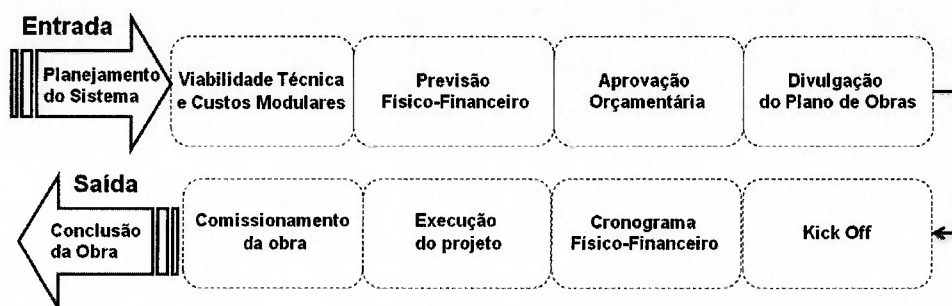 Entrada
Planejamento
do Sistema
Viabilidade Técnica
e Custos Modulares
Previsão
Físico-Financeiro
Aprovação
Orçamentária
Divulgação
do Plano de Obras
Saída
Conclusão
da Obra
Comissionamento
da obra
Execução
do projeto
Cronograma
Físico-Financeiro
Kick Off